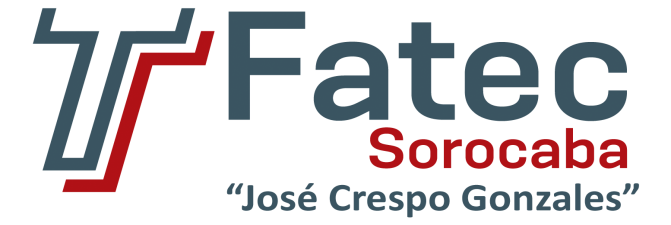 Fatec
Sorocaba
“José Crespo Gonzales”